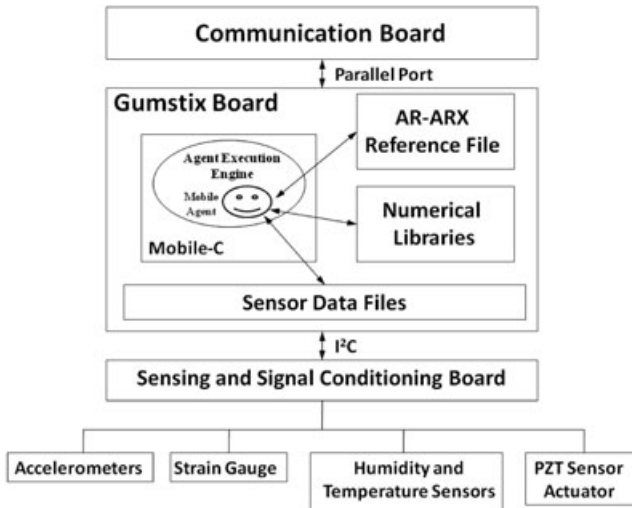 Communication Board
Parallel Port
Gumstix Board
AR-ARX
Reference File
Agent Execution
Engine
Mobile
Agent
Numerical
Libraries
Mobile-C
Sensor Data Files
I²C
Sensing and Signal Conditioning Board
Accelerometers
Strain Gauge
Humidity and
Temperature Sensors
PZT Sensor
Actuator